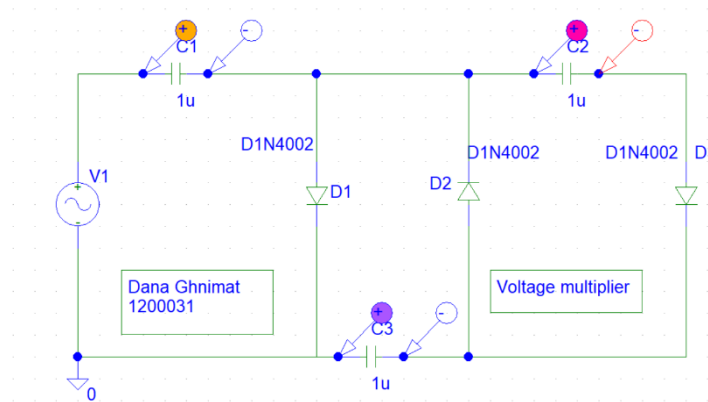 + -
C1
1u
+ -
C2
1u
D1N4002
D1N4002
D1N4002 D
V1
+
-
D1
D2
Dana Ghnimat
1200031
Voltage multiplier
+ -
C3
1u
0